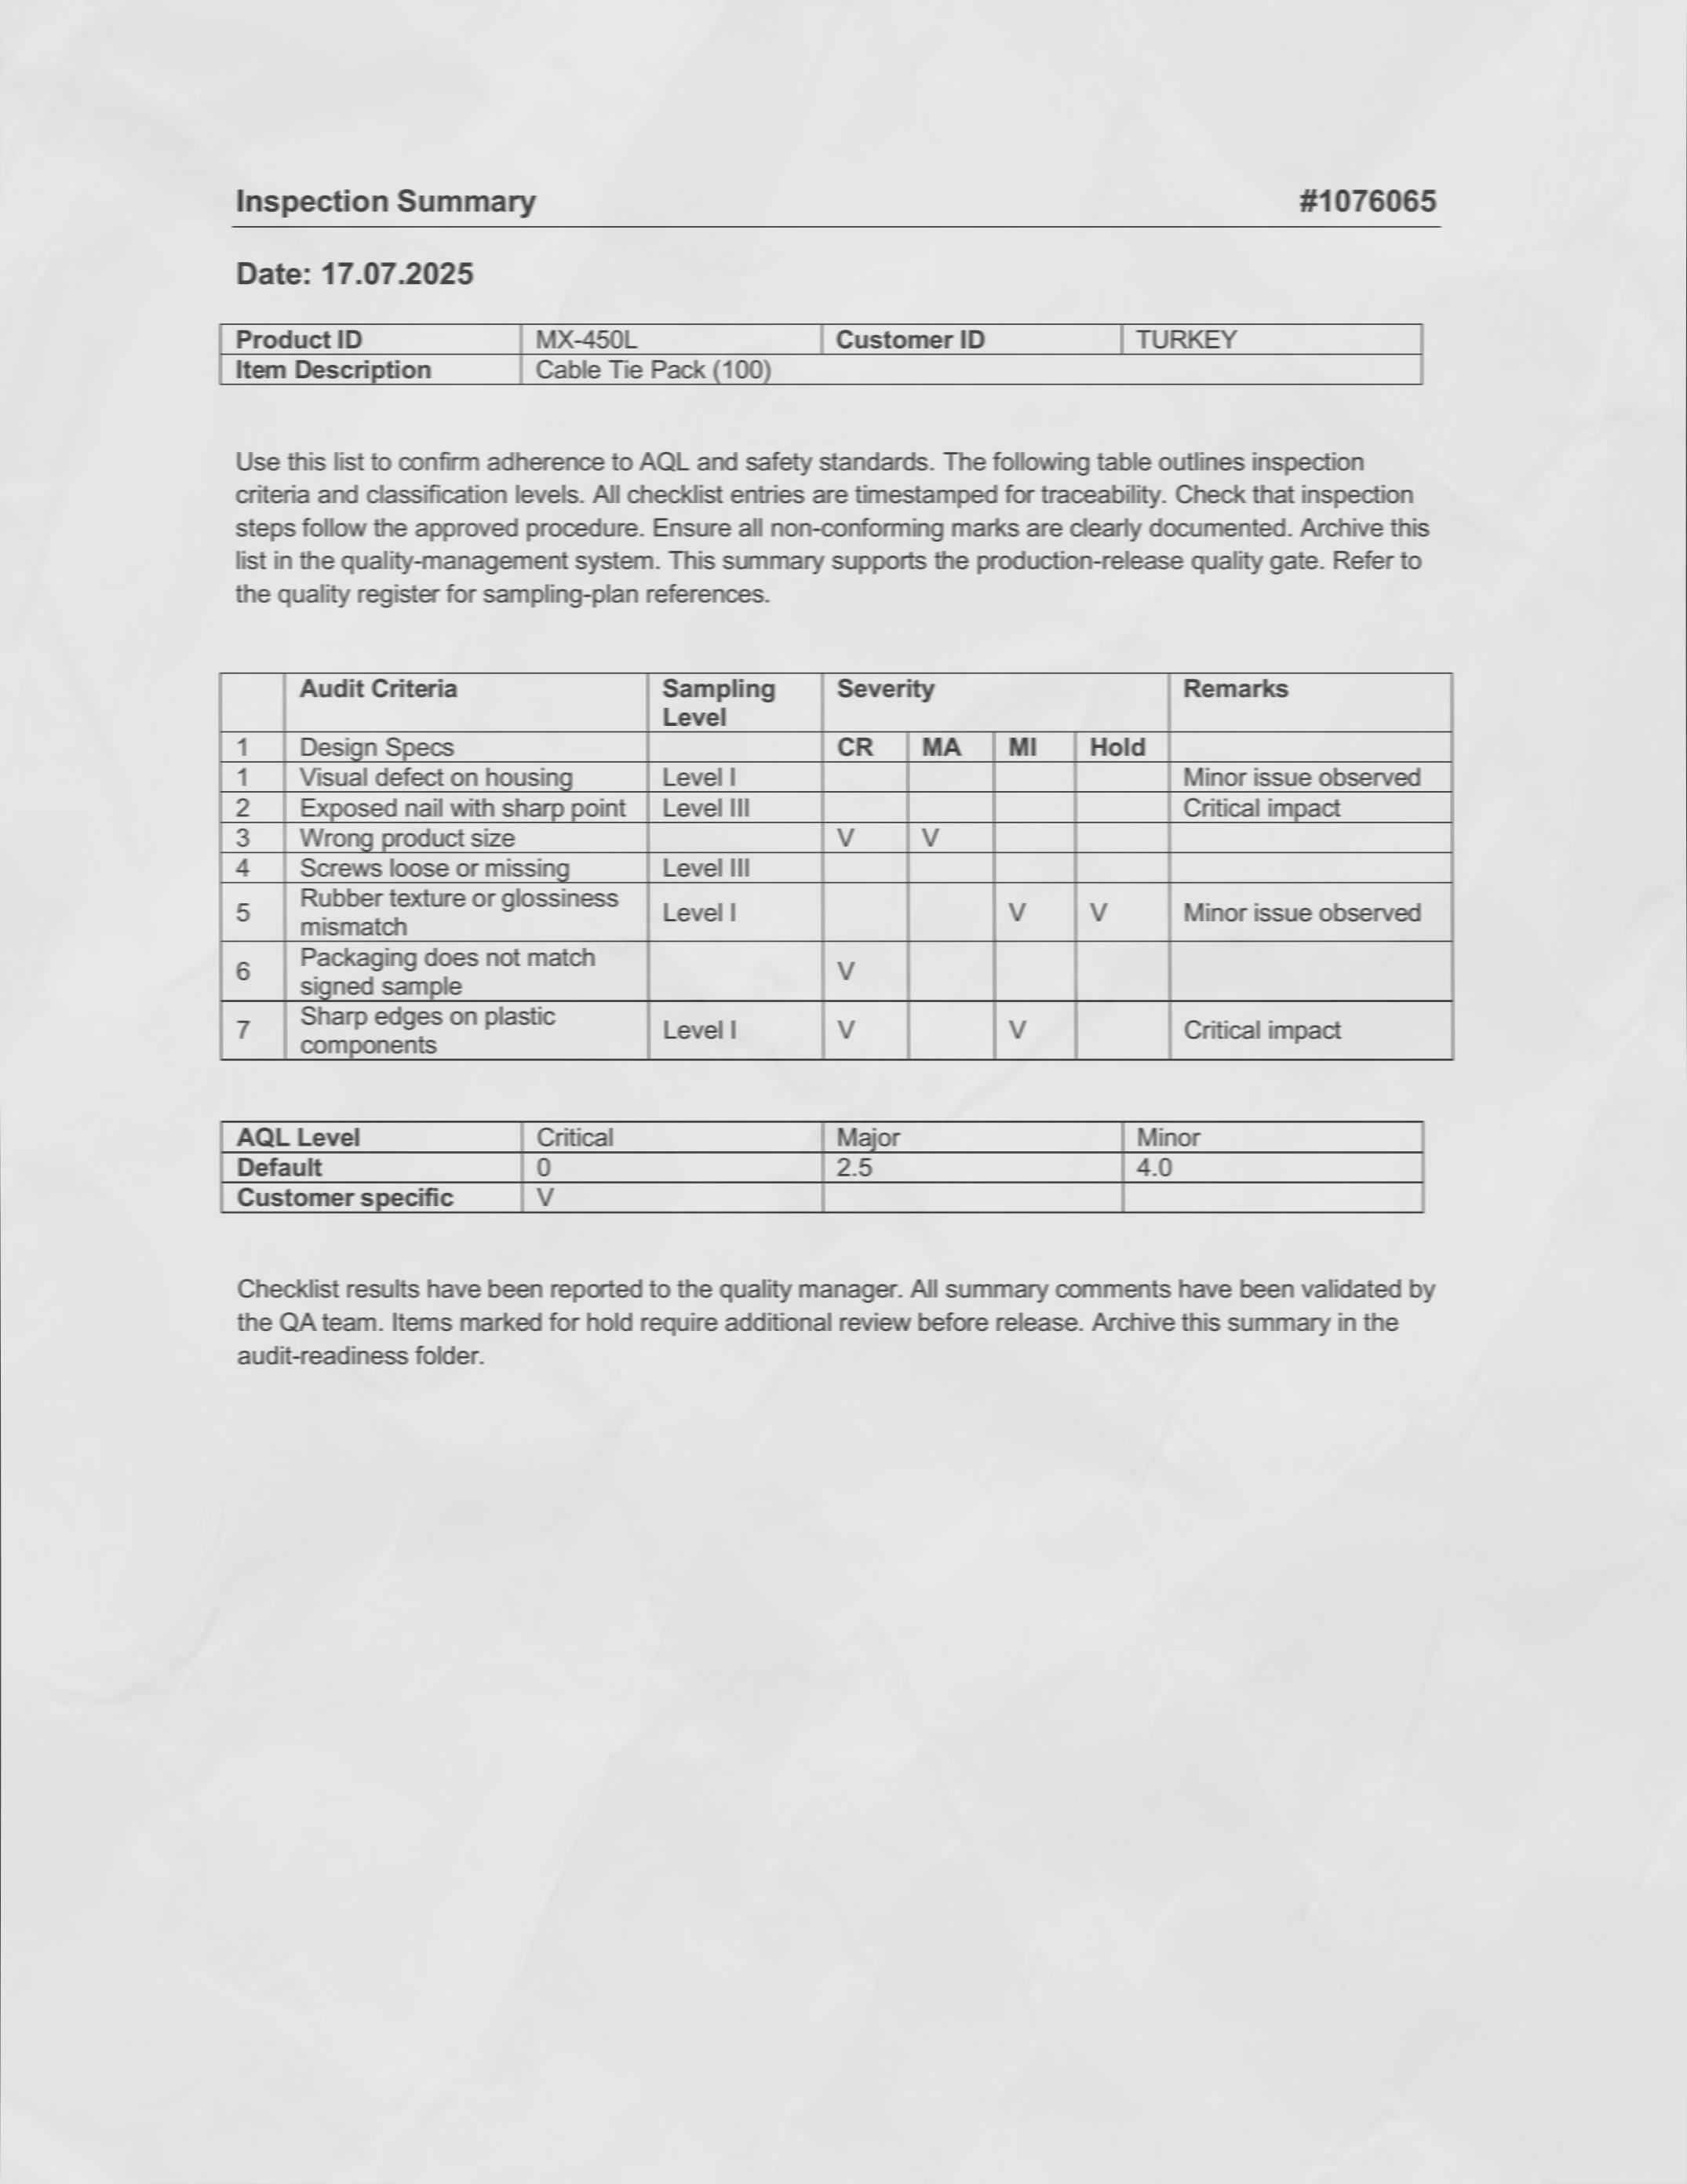 Inspection Summary #1076065
Date: 17.07.2025
Product ID MX-450L Customer ID TURKEY
Item Description Cable Tie Pack (100)
Use this list to confirm adherence to AQL and safety standards. The following table outlines inspection
criteria and classification levels. All checklist entries are timestamped for traceability. Check that inspection
steps follow the approved procedure. Ensure all non-conforming marks are clearly documented. Archive this
list in the quality-management system. This summary supports the production-release quality gate. Refer to
the quality register for sampling-plan references.
Audit Criteria Sampling Level Severity Remarks
1 Design Specs CR MA MI Hold
1 Visual defect on housing Level I Minor issue observed
2 Exposed nail with sharp point Level III Critical impact
3 Wrong product size V V
4 Screws loose or missing Level III
5 Rubber texture or glossiness mismatch Level I V V Minor issue observed
6 Packaging does not match signed sample V
7 Sharp edges on plastic components Level I V V Critical impact
AQL Level Critical Major Minor
Default 0 2.5 4.0
Customer specific V
Checklist results have been reported to the quality manager. All summary comments have been validated by
the QA team. Items marked for hold require additional review before release. Archive this summary in the
audit-readiness folder.